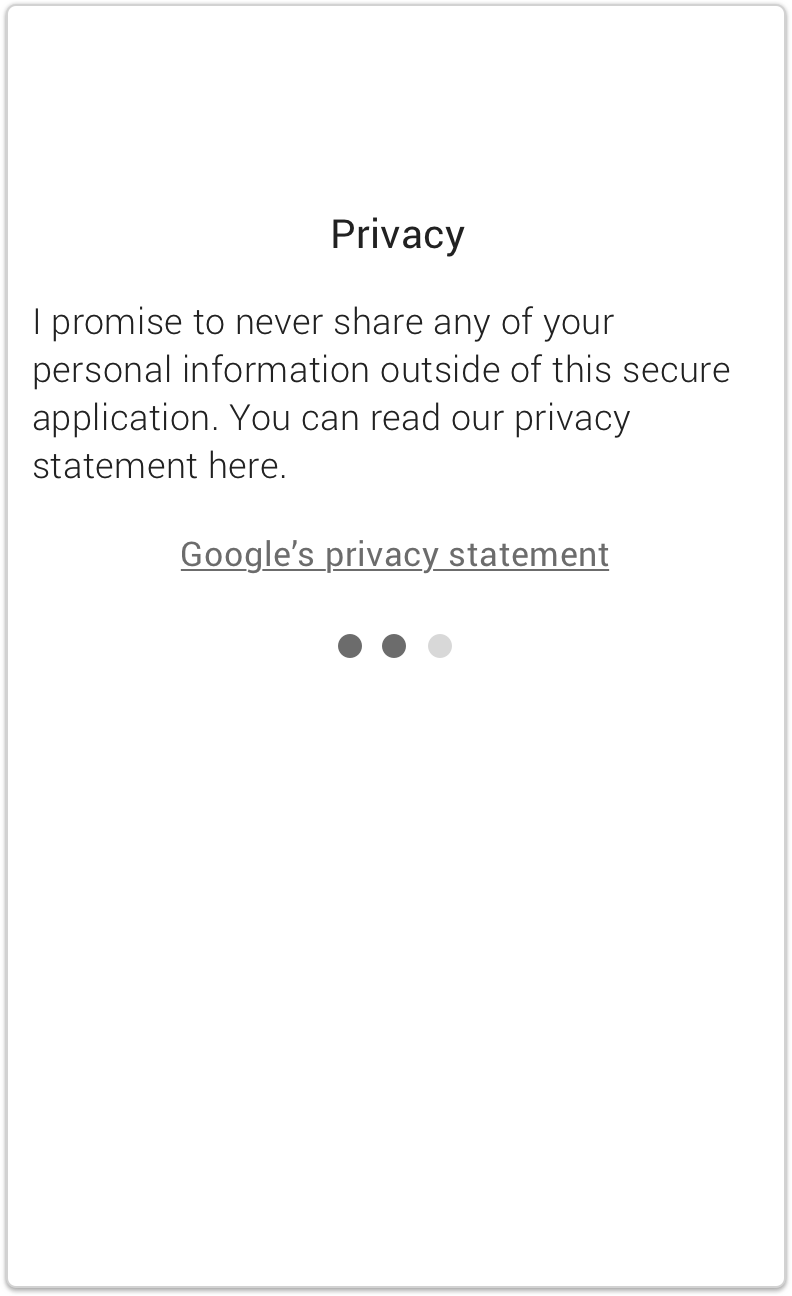 Privacy
I promise to never share any of your
personal information outside of this secure
application. You can read our privacy
statement here.
Google’s privacy statement